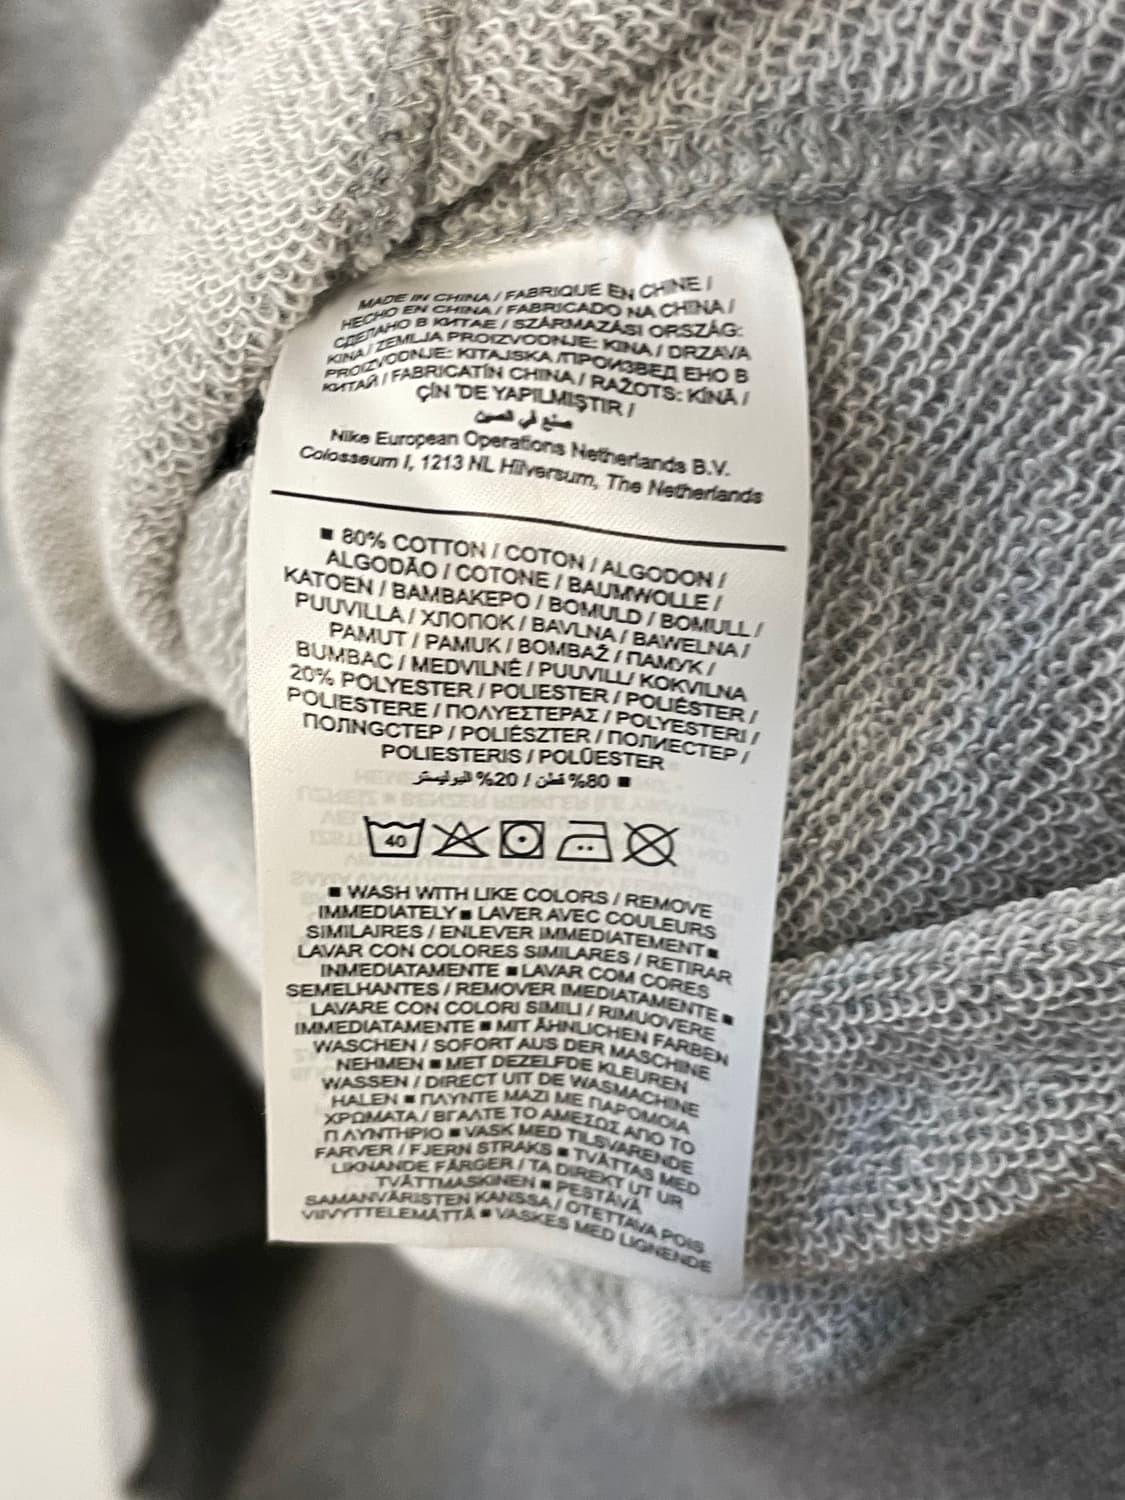 MADE IN CHINA / FABRIQUE EN CHINE /
HECHO EN CHINA / FABRICADO NA CHINA /
СДЕЛАНО В КИТАЕ / SZÁRMAZÁSI ORSZÁG:
KINA / ZEMLJA PROIZVODNJE: KINA / DRZAVA
PROIZVODNJE: KITAJSKA /ПРОИЗВЕД ЕНО В
КИТАЙ / FABRICATÍN CHINA / RAŽOTS: KĪNĀ /
ÇİN 'DE YAPILMIŞTIR /
صنع في الصين
Nike European Operations Netherlands B.V.
Colosseum I, 1213 NL Hilversum, The Netherlands
■ 80% COTTON / COTON / ALGODON /
ALGODÃO / COTONE / BAUMWOLLE /
KATOEN / ΒΑΜΒΑΚΕΡΟ / BOMULD / BOMULL /
PUUVILLA / ХЛОПОК / BAVLNA / BAWELNA /
PAMUT / PAMUK / BOMBAŽ / ПАМУК /
BUMBAC / MEDVILNĖ / PUUVILL/ KOKVILNA
20% POLYESTER / POLIESTER / POLIÉSTER /
POLIESTERE / ΠΟΛΥΕΣΤΕΡΑΣ / POLYESTERI /
ПОЛІNGСТЕР / POLIÉSZTER / ПОЛИЕСТЕР /
POLIESTERIS / POLÜESTER
■ 80% قطن / 20% البوليستر
40
■ WASH WITH LIKE COLORS / REMOVE
IMMEDIATELY ■ LAVER AVEC COULEURS
SIMILAIRES / ENLEVER IMMEDIATEMENT ■
LAVAR CON COLORES SIMILARES / RETIRAR
INMEDIATAMENTE ■ LAVAR COM CORES
SEMELHANTES / REMOVER IMEDIATAMENTE ■
LAVARE CON COLORI SIMILI / RIMUOVERE
IMMEDIATAMENTE ■ MIT ÄHNLICHEN FARBEN
WASCHEN / SOFORT AUS DER MASCHINE
NEHMEN ■ MET DEZELFDE KLEUREN
WASSEN / DIRECT UIT DE WASMACHINE
HALEN ■ ΠΛΥΝΤΕ ΜΑΖΙ ΜΕ ΠΑΡΟΜΟΙΑ
ΧΡΩΜΑΤΑ / ΒΓΑΛΤΕ ΤΟ ΑΜΕΣΩΣ ΑΠΟ ΤΟ
Π ΛΥΝΤΗΡΙΟ ■ VASK MED TILSVARENDE
FARVER / FJERN STRAKS ■ TVÄTTAS MED
LIKNANDE FÄRGER / TA DIREKT UT UR
TVÄTTMASKINEN ■ PESTÄVÄ
SAMANVÄRISTEN KANSSA / OTETTAVA POIS
VIIVYTTELEMÄTTÄ ■ VASKES MED LIGNENDE